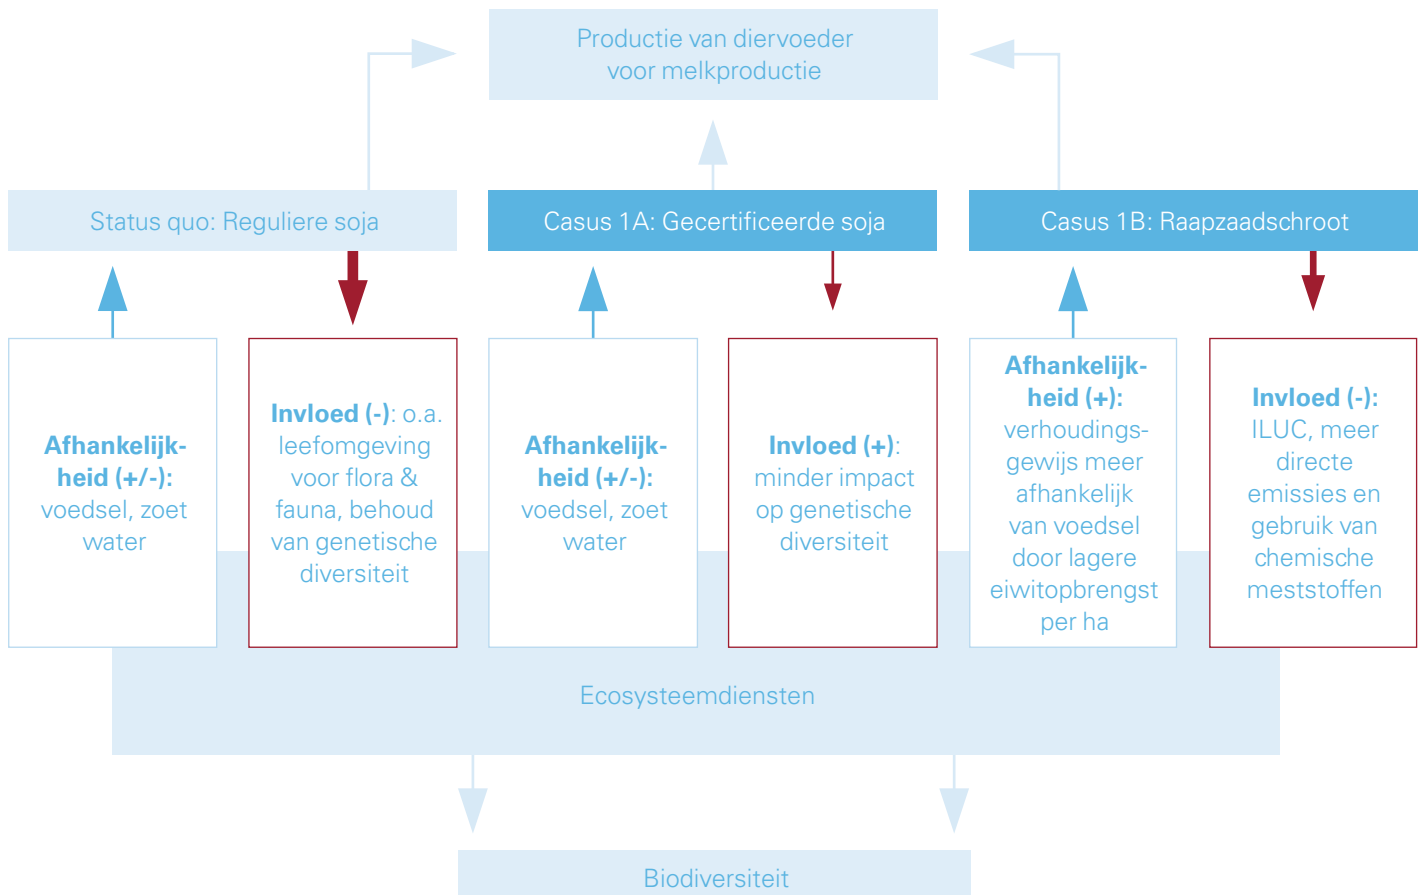 Productie van diervoeder
voor melkproductie
Status quo: Reguliere soja
Casus 1A: Gecertificeerde soja
Casus 1B: Raapzaadschroot
Afhankelijk-
heid (+/-):
voedsel, zoet
water
Invloed (-): o.a.
leefomgeving
voor flora &
fauna, behoud
van genetische
diversiteit
Afhankelijk-
heid (+/-):
voedsel, zoet
water
Invloed (+):
minder impact
op genetische
diversiteit
Afhankelijk-
heid (+):
verhoudings-
gewijs meer
afhankelijk
van voedsel
door lagere
eiwitopbrengst
per ha
Invloed (-):
ILUC, meer
directe
emissies en
gebruik van
chemische
meststoffen
Ecosysteemdiensten
Biodiversiteit